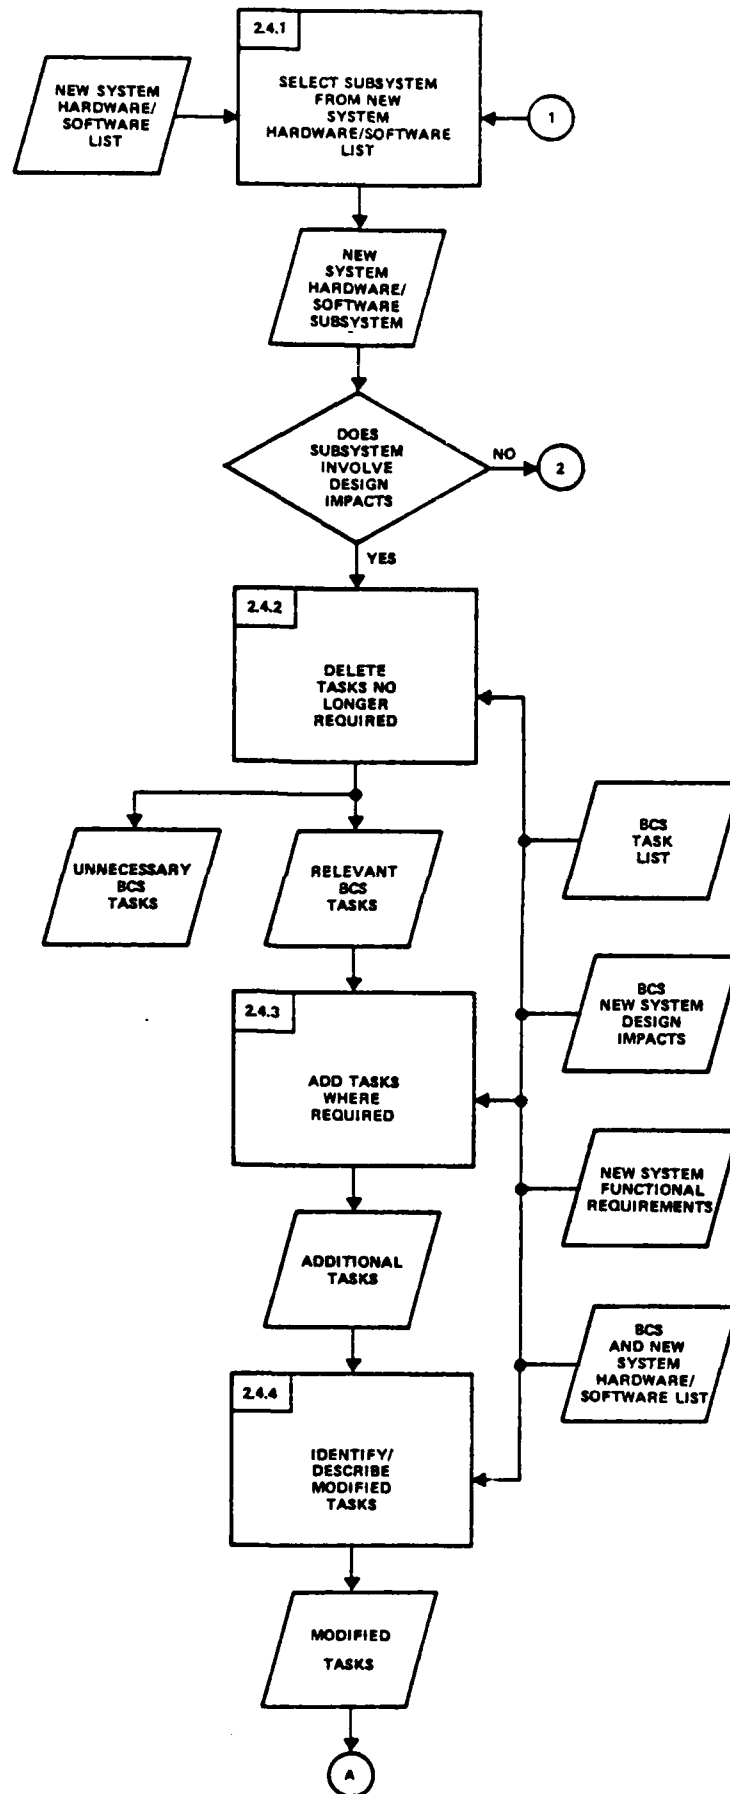 2.4.1
SELECT SUBSYSTEM
FROM NEW
SYSTEM
HARDWARE/SOFTWARE
LIST
NEW SYSTEM
HARDWARE/
SOFTWARE
LIST
1
NEW
SYSTEM
HARDWARE/
SOFTWARE
SUBSYSTEM
DOES
SUBSYSTEM
INVOLVE
DESIGN
IMPACTS
NO
2
YES
2.4.2
DELETE
TASKS NO
LONGER
REQUIRED
UNNECESSARY
BCS
TASKS
RELEVANT
BCS
TASKS
BCS
TASK
LIST
BCS
NEW SYSTEM
DESIGN
IMPACTS
2.4.3
ADD TASKS
WHERE
REQUIRED
NEW SYSTEM
FUNCTIONAL
REQUIREMENTS
ADDITIONAL
TASKS
BCS
AND NEW
SYSTEM
HARDWARE/
SOFTWARE LIST
2.4.4
IDENTIFY/
DESCRIBE
MODIFIED
TASKS
MODIFIED
TASKS
A